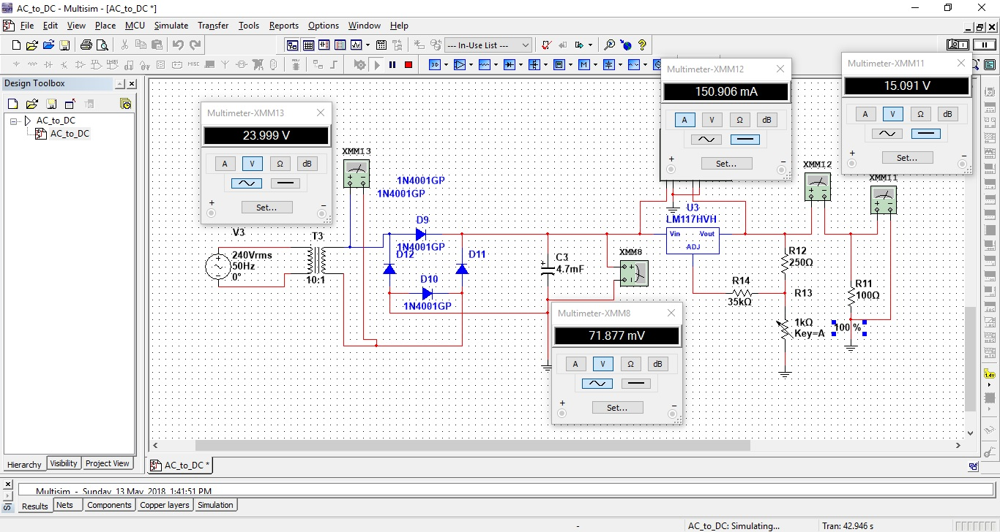 AC_to_DC - Multisim - [AC_to_DC *]
File Edit View Place MCU Simulate Transfer Tools Reports Options Window Help
--- In-Use List ---
Design Toolbox
AC_to_DC
AC_to_DC
Multimeter-XMM13
23.999 V
A V Ω dB
Set...
+ −
Multimeter-XMM12
150.906 mA
A V Ω dB
Set...
+ −
Multimeter-XMM11
15.091 V
A V Ω dB
Set...
+ −
XMM13
1N4001GP
1N4001GP
XMM12
XMM11
U3
LM117HVH
Vin Vout
ADJ
V3
240Vrms
50Hz
0°
T3
10:1
D9
1N4001GP
D12
D11
D10
1N4001GP
C3
4.7mF
XMM8
R12
250Ω
R14
35kΩ
R13
1kΩ
Key=A
100 %
R11
100Ω
Multimeter-XMM8
71.877 mV
A V Ω dB
Set...
+ −
Hierarchy Visibility Project View
AC_to_DC *
Multisim - Sunday, 13 May, 2018, 1:41:51 PM
Results Nets Components Copper layers Simulation
- AC_to_DC: Simulating... Tran: 42.946 s